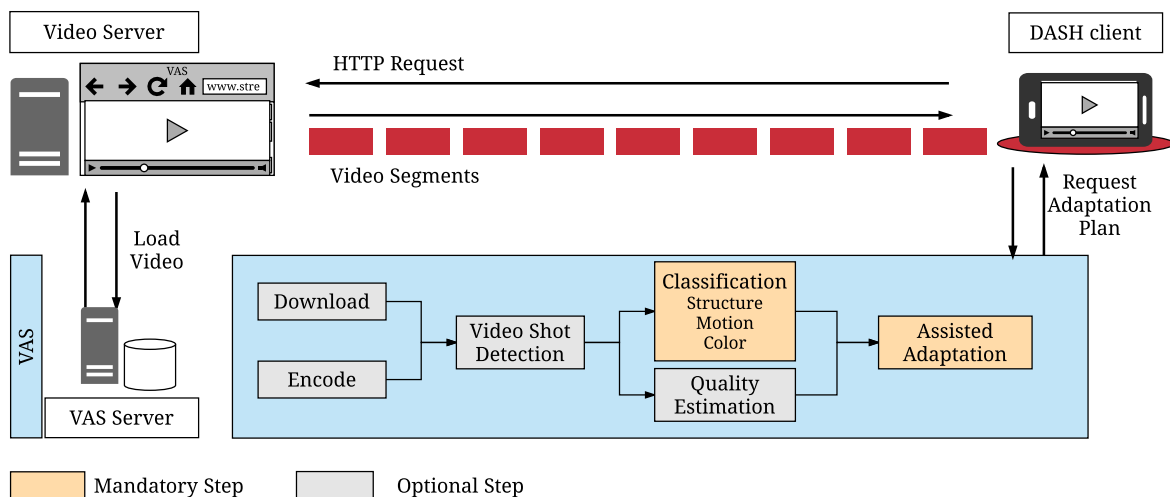 Video Server
DASH client
VAS
www.stre
HTTP Request
Video Segments
Request
Adaptation
Plan
Load
Video
VAS
VAS Server
Download
Encode
Video Shot
Detection
Classification
Structure
Motion
Color
Quality
Estimation
Assisted
Adaptation
Mandatory Step
Optional Step